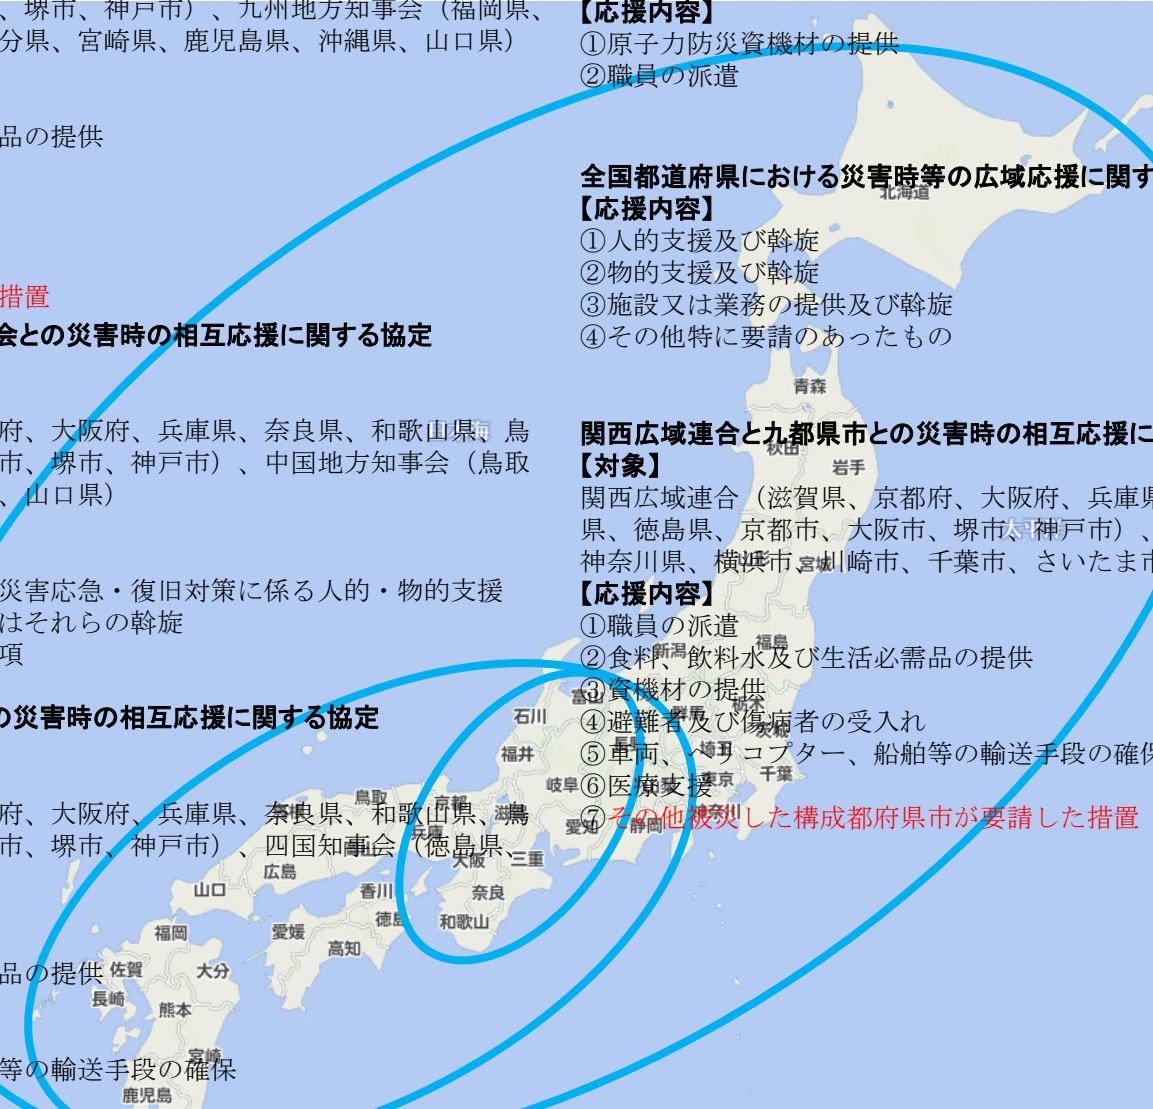 、堺市、神戸市）、九州地方知事会（福岡県、
分県、宮崎県、鹿児島県、沖縄県、山口県）
品の提供
措置
会との災害時の相互応援に関する協定
府、大阪府、兵庫県、奈良県、和歌山県、鳥
市、堺市、神戸市）、中国地方知事会（鳥取
、山口県）
災害応急・復旧対策に係る人的・物的支援
はそれらの斡旋
項
の災害時の相互応援に関する協定
府、大阪府、兵庫県、奈良県、和歌山県、鳥
市、堺市、神戸市）、四国知事会（徳島県、
品の提供
等の輸送手段の確保
【応援内容】
①原子力防災資機材の提供
②職員の派遣
全国都道府県における災害時等の広域応援に関す
【応援内容】
①人的支援及び斡旋
②物的支援及び斡旋
③施設又は業務の提供及び斡旋
④その他特に要請のあったもの
関西広域連合と九都県市との災害時の相互応援に
【対象】
関西広域連合（滋賀県、京都府、大阪府、兵庫県
県、徳島県、京都市、大阪市、堺市、神戸市）、
神奈川県、横浜市、川崎市、千葉市、さいたま市
【応援内容】
①職員の派遣
②食料、飲料水及び生活必需品の提供
③資機材の提供
④避難者及び傷病者の受入れ
⑤車両、ヘリコプター、船舶等の輸送手段の確保
⑥医療支援
⑦その他被災した構成都府県市が要請した措置
北海道
青森
秋田
岩手
太平洋
山形
宮城
福島
新潟
富山
石川
栃木
群馬
茨城
長野
埼玉
福井
東京
千葉
岐阜
山梨
神奈川
鳥取
京都
滋賀
愛知
静岡
兵庫
岡山
大阪
三重
広島
山口
香川
奈良
徳島
和歌山
福岡
愛媛
高知
佐賀
大分
長崎
熊本
宮崎
鹿児島